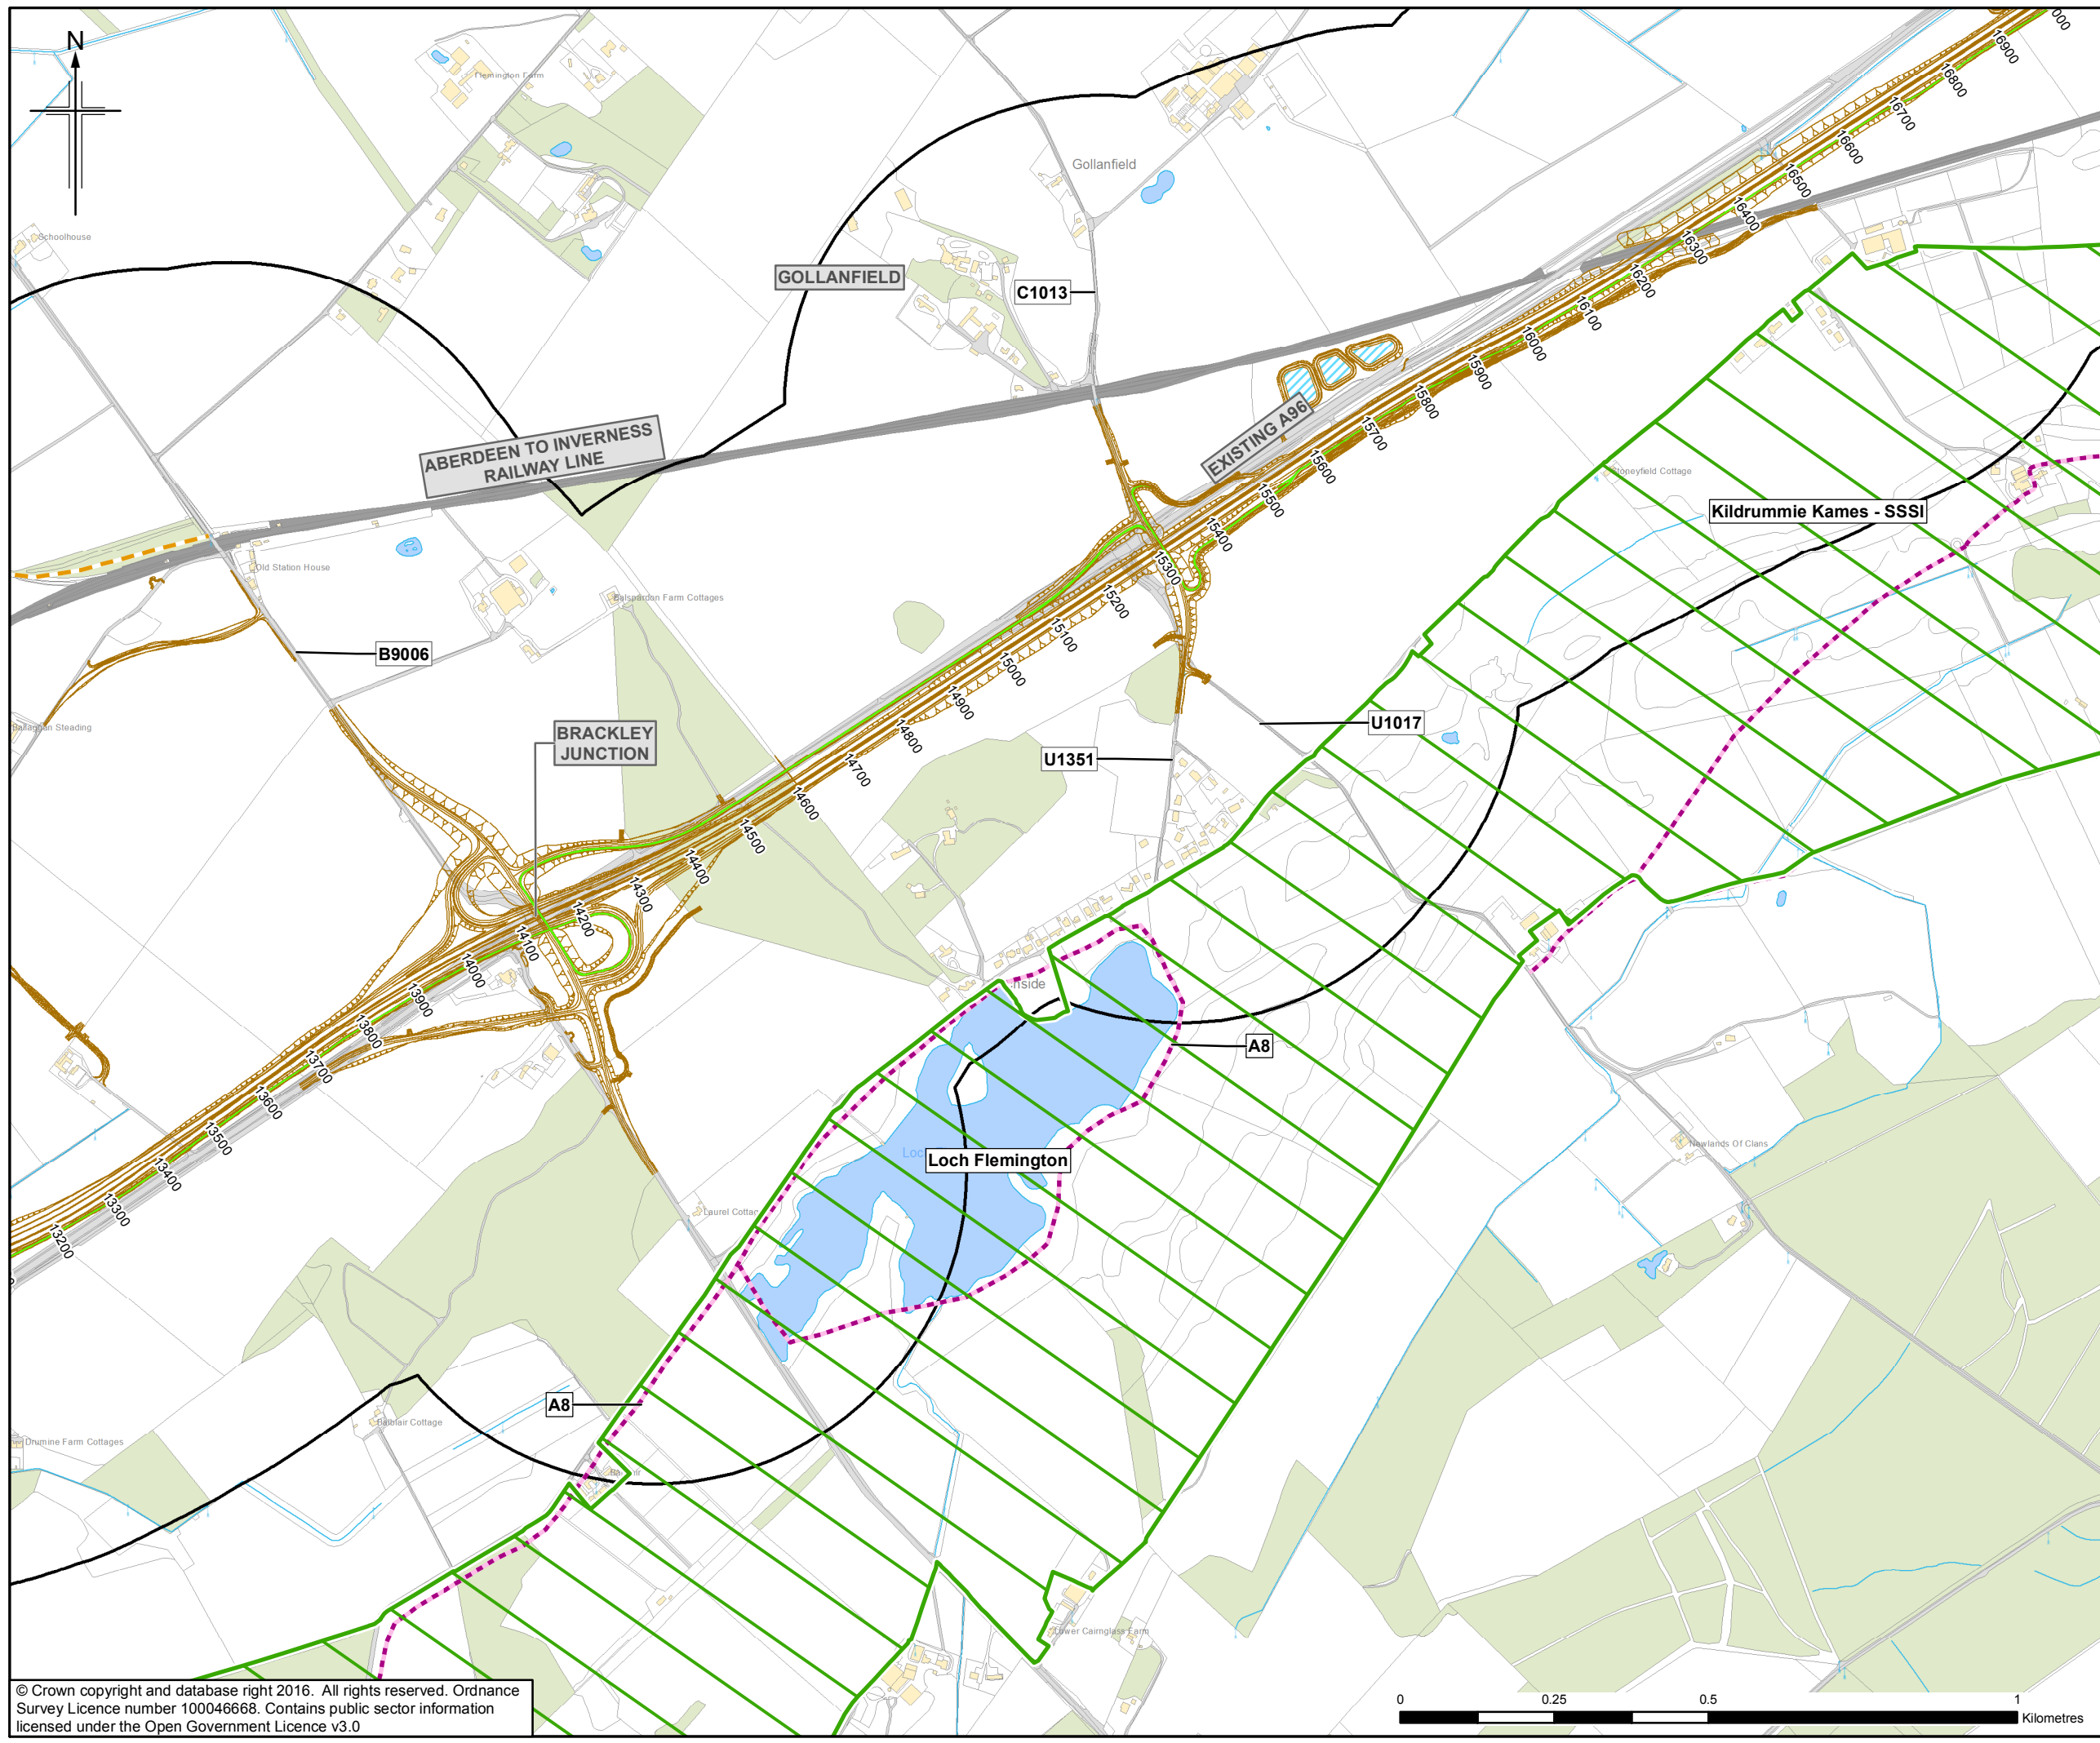 N
Flemington Farm
Schoolhouse
Gollanfield
GOLLANFIELD
C1013
ABERDEEN TO INVERNESS
RAILWAY LINE
EXISTING A96
Old Station House
Balspardon Farm Cottages
B9006
BRACKLEY
JUNCTION
Stoneyfield Cottage
Kildrummie Kames - SSSI
U1017
U1351
A8
Loch Flemington
Newlands Of Clans
A8
Balblair Cottage
Drumine Farm Cottages
Lower Cairnglass Farm
13200
13300
13400
13500
13600
13700
13800
13900
14000
14100
14200
14300
14400
14500
14600
14700
14800
14900
15000
15100
15200
15300
15400
15500
15600
15700
15800
15900
16000
16100
16200
16300
16400
16500
16600
16700
16800
16900
© Crown copyright and database right 2016. All rights reserved. Ordnance
Survey Licence number 100046668. Contains public sector information
licensed under the Open Government Licence v3.0
0 0.25 0.5 1
Kilometres